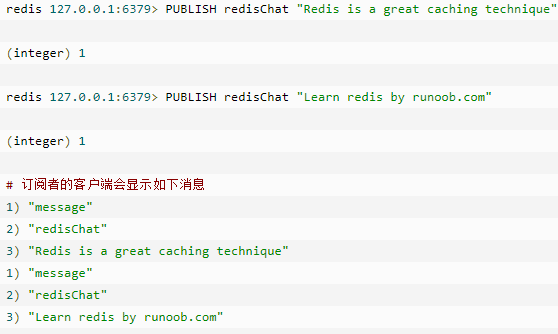 redis 127.0.0.1:6379> PUBLISH redisChat "Redis is a great caching technique"
(integer) 1
redis 127.0.0.1:6379> PUBLISH redisChat "Learn redis by runoob.com"
(integer) 1
# 订阅者的客户端会显示如下消息
1) "message"
2) "redisChat"
3) "Redis is a great caching technique"
1) "message"
2) "redisChat"
3) "Learn redis by runoob.com"